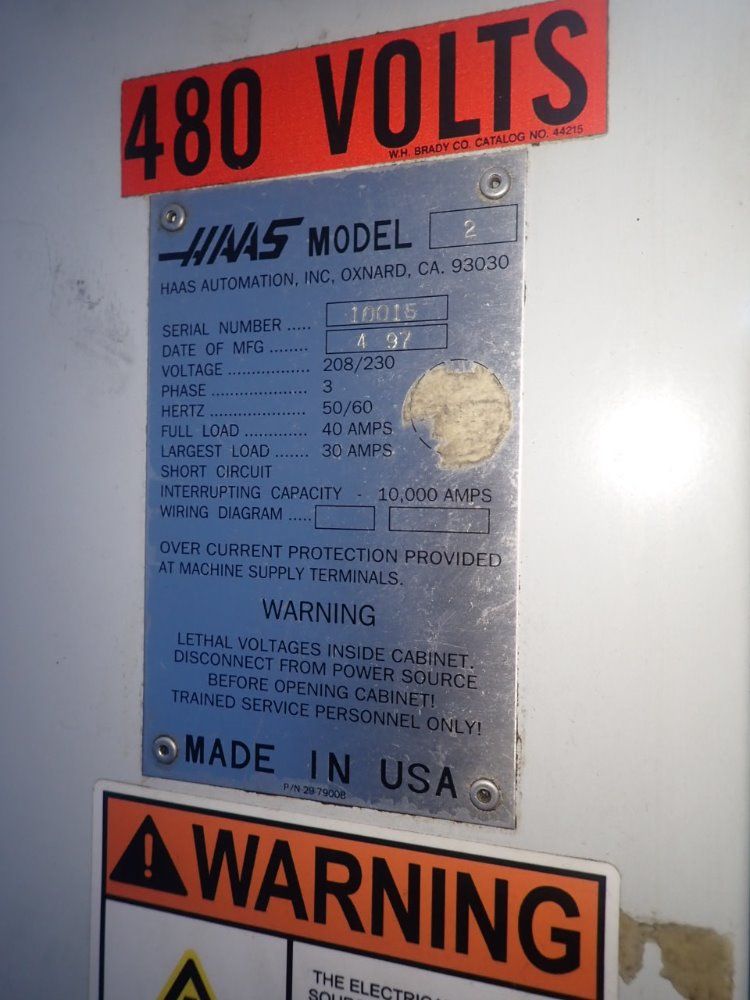 480 VOLTS
W.H. BRADY CO. CATALOG NO. 44215
HAAS MODEL 2
HAAS AUTOMATION, INC, OXNARD, CA. 93030
SERIAL NUMBER ..... 10015
DATE OF MFG ........ 4 97
VOLTAGE ................. 208/230
PHASE .................... 3
HERTZ .................... 50/60
FULL LOAD ............. 40 AMPS
LARGEST LOAD ....... 30 AMPS
SHORT CIRCUIT
INTERRUPTING CAPACITY - 10,000 AMPS
WIRING DIAGRAM .....
OVER CURRENT PROTECTION PROVIDED
AT MACHINE SUPPLY TERMINALS.
WARNING
LETHAL VOLTAGES INSIDE CABINET.
DISCONNECT FROM POWER SOURCE
BEFORE OPENING CABINET!
TRAINED SERVICE PERSONNEL ONLY!
MADE IN USA
P/N 29-7900B
WARNING
THE